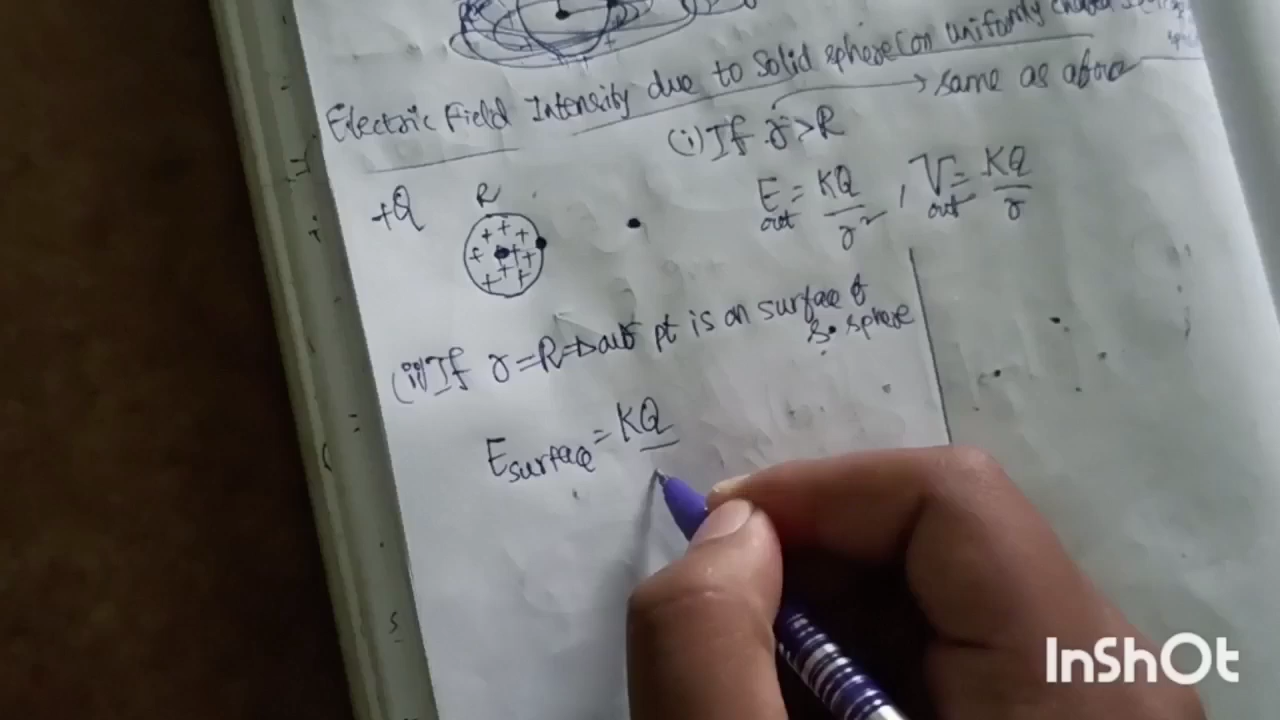 Electric Field Intensity due to Solid sphere (on uniformly charged
same as above
(i) If r > R
+Q R
E out = KQ / r² , V out = KQ / r
(ii) If r = R ⇒ pt is on surface of
S. sphere
E surface = KQ
InShOt